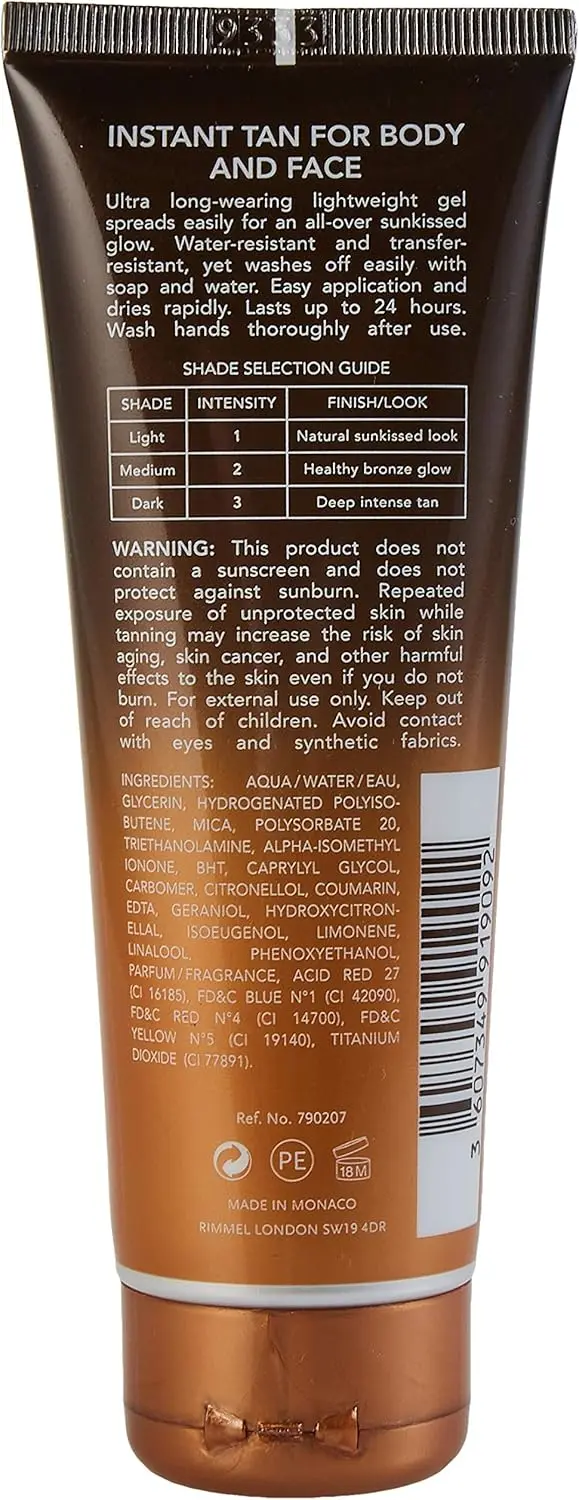 9333
INSTANT TAN FOR BODY
AND FACE
Ultra long-wearing lightweight gel
spreads easily for an all-over sunkissed
glow. Water-resistant and transfer-
resistant, yet washes off easily with
soap and water. Easy application and
dries rapidly. Lasts up to 24 hours.
Wash hands thoroughly after use.
SHADE SELECTION GUIDE
SHADE INTENSITY FINISH/LOOK
Light 1 Natural sunkissed look
Medium 2 Healthy bronze glow
Dark 3 Deep intense tan
WARNING: This product does not
contain a sunscreen and does not
protect against sunburn. Repeated
exposure of unprotected skin while
tanning may increase the risk of skin
aging, skin cancer, and other harmful
effects to the skin even if you do not
burn. For external use only. Keep out
of reach of children. Avoid contact
with eyes and synthetic fabrics.
INGREDIENTS: AQUA/WATER/EAU,
GLYCERIN, HYDROGENATED POLYISO-
BUTENE, MICA, POLYSORBATE 20,
TRIETHANOLAMINE, ALPHA-ISOMETHYL
IONONE, BHT, CAPRYLYL GLYCOL,
CARBOMER, CITRONELLOL, COUMARIN,
EDTA, GERANIOL, HYDROXYCITRON-
ELLAL, ISOEUGENOL, LIMONENE,
LINALOOL, PHENOXYETHANOL,
PARFUM/FRAGRANCE, ACID RED 27
(CI 16185), FD&C BLUE N°1 (CI 42090),
FD&C RED N°4 (CI 14700), FD&C
YELLOW N°5 (CI 19140), TITANIUM
DIOXIDE (CI 77891).
3 607349 919092
Ref. No. 790207
PE
18 M
MADE IN MONACO
RIMMEL LONDON SW19 4DR